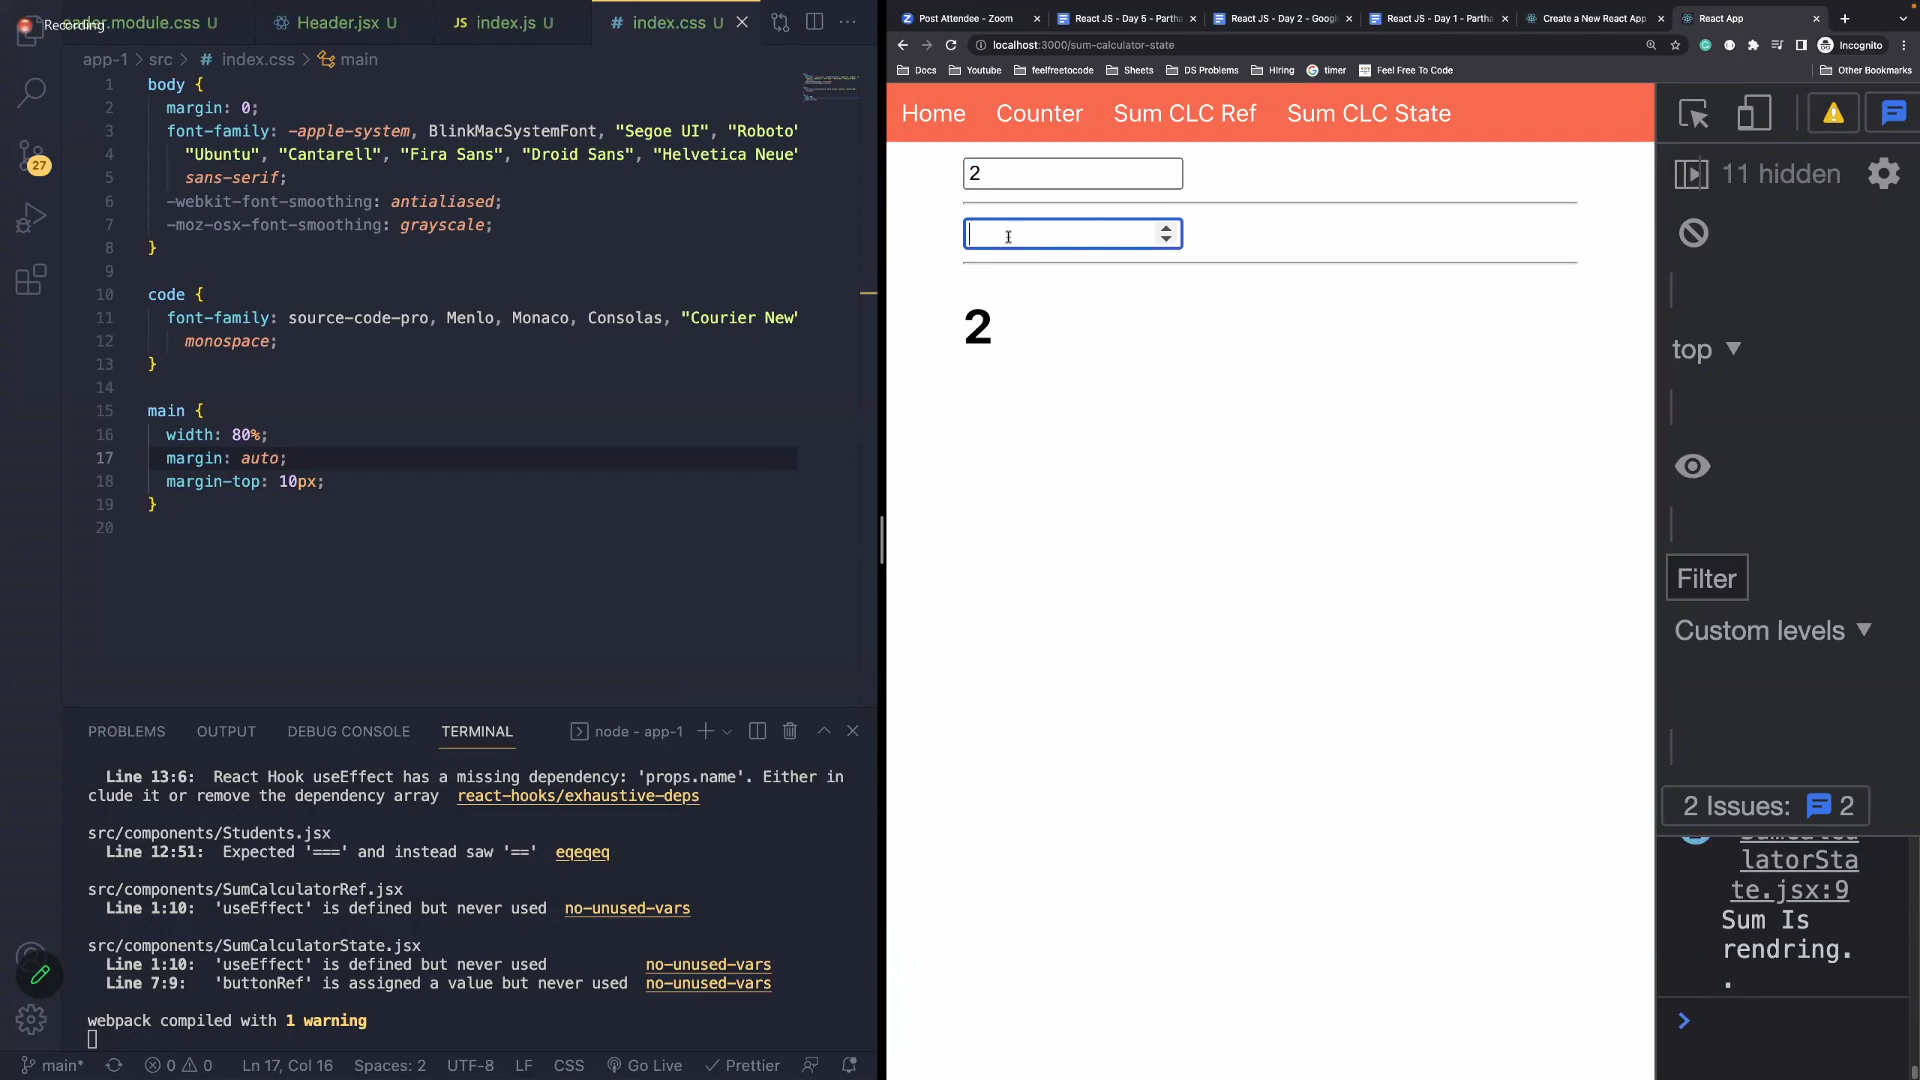 Recording
ader.module.css U
Header.jsx U
JS index.js U
# index.css U
app-1 > src > # index.css > main
1 body {
2 margin: 0;
3 font-family: -apple-system, BlinkMacSystemFont, "Segoe UI", "Roboto"
4 "Ubuntu", "Cantarell", "Fira Sans", "Droid Sans", "Helvetica Neue"
5 sans-serif;
6 -webkit-font-smoothing: antialiased;
7 -moz-osx-font-smoothing: grayscale;
8 }
9
10 code {
11 font-family: source-code-pro, Menlo, Monaco, Consolas, "Courier New"
12 monospace;
13 }
14
15 main {
16 width: 80%;
17 margin: auto;
18 margin-top: 10px;
19 }
20
27
PROBLEMS OUTPUT DEBUG CONSOLE TERMINAL
node - app-1
Line 13:6: React Hook useEffect has a missing dependency: 'props.name'. Either in
clude it or remove the dependency array react-hooks/exhaustive-deps
src/components/Students.jsx
Line 12:51: Expected '===' and instead saw '==' eqeqeq
src/components/SumCalculatorRef.jsx
Line 1:10: 'useEffect' is defined but never used no-unused-vars
src/components/SumCalculatorState.jsx
Line 1:10: 'useEffect' is defined but never used no-unused-vars
Line 7:9: 'buttonRef' is assigned a value but never used no-unused-vars
webpack compiled with 1 warning
main* 0 0 Ln 17, Col 16 Spaces: 2 UTF-8 LF CSS Go Live Prettier
Post Attendee - Zoom
React JS - Day 5 - Partha
React JS - Day 2 - Googl
React JS - Day 1 - Partha
Create a New React App
React App
localhost:3000/sum-calculator-state
Incognito
Docs Youtube feelfreetocode Sheets DS Problems Hiring timer Feel Free To Code Other Bookmarks
Home Counter Sum CLC Ref Sum CLC State
2
2
11 hidden
top
Filter
Custom levels
2 Issues: 2
latorSta
te.jsx:9
Sum Is
rendring.
.